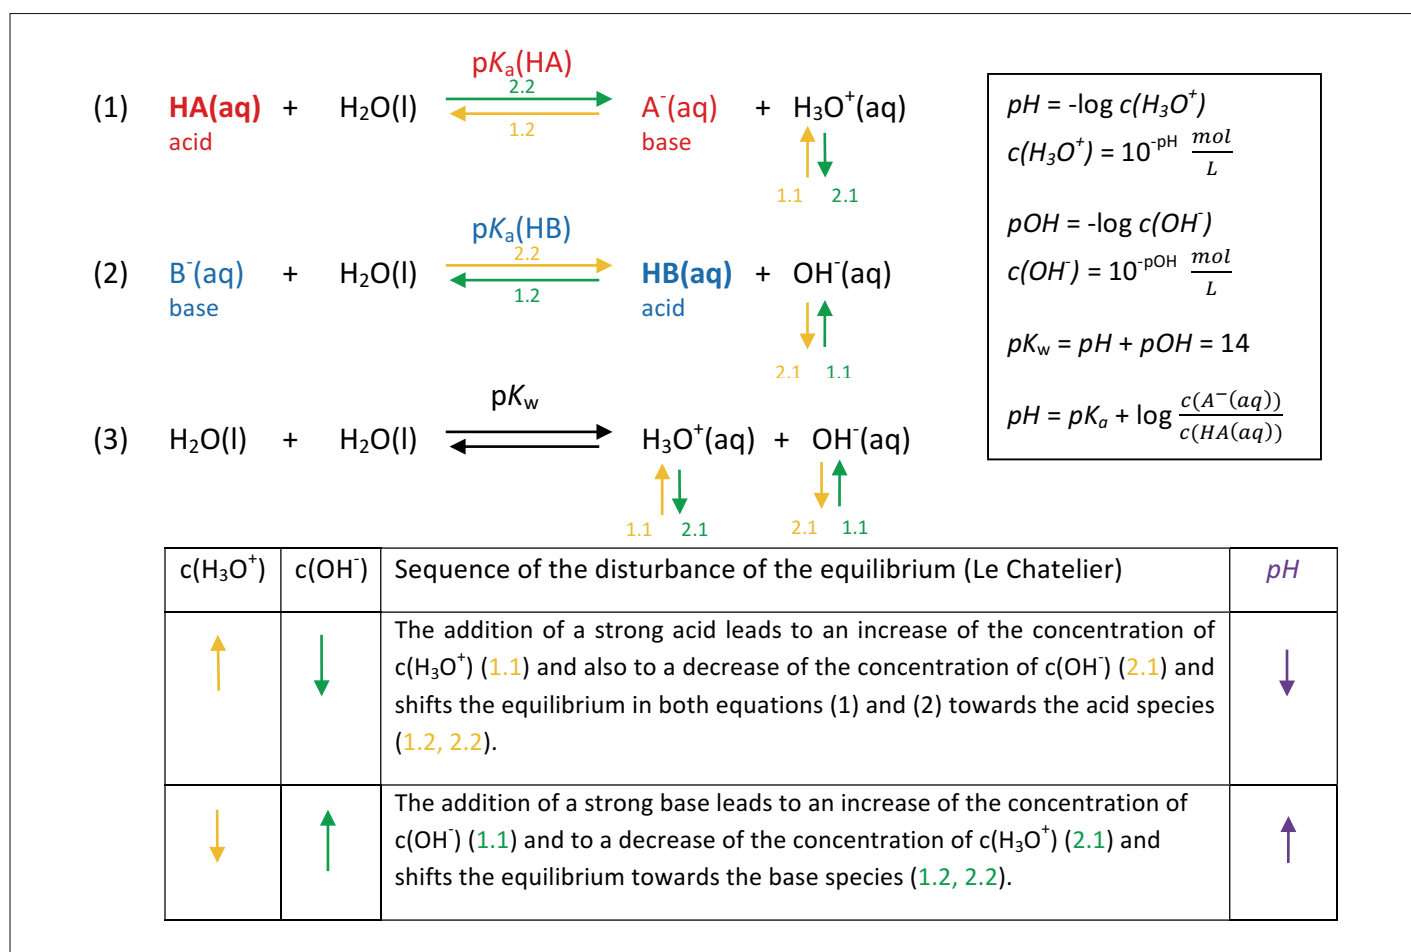 pKₐ(HA)
2.2
(1) HA(aq) + H₂O(l) A⁻(aq) + H₃O⁺(aq)
1.2
acid base
1.1 2.1
pKₐ(HB)
2.2
(2) B⁻(aq) + H₂O(l) HB(aq) + OH⁻(aq)
1.2
base acid
2.1 1.1
pK_w
(3) H₂O(l) + H₂O(l) H₃O⁺(aq) + OH⁻(aq)
1.1 2.1 2.1 1.1
pH = -log c(H₃O⁺)
c(H₃O⁺) = 10^-pH mol/L
pOH = -log c(OH⁻)
c(OH⁻) = 10^-pOH mol/L
pK_w = pH + pOH = 14
pH = pKₐ + log c(A⁻(aq))/c(HA(aq))
c(H₃O⁺) c(OH⁻) Sequence of the disturbance of the equilibrium (Le Chatelier) pH
The addition of a strong acid leads to an increase of the concentration of
c(H₃O⁺) (1.1) and also to a decrease of the concentration of c(OH⁻) (2.1) and
shifts the equilibrium in both equations (1) and (2) towards the acid species
(1.2, 2.2).
The addition of a strong base leads to an increase of the concentration of
c(OH⁻) (1.1) and to a decrease of the concentration of c(H₃O⁺) (2.1) and
shifts the equilibrium towards the base species (1.2, 2.2).